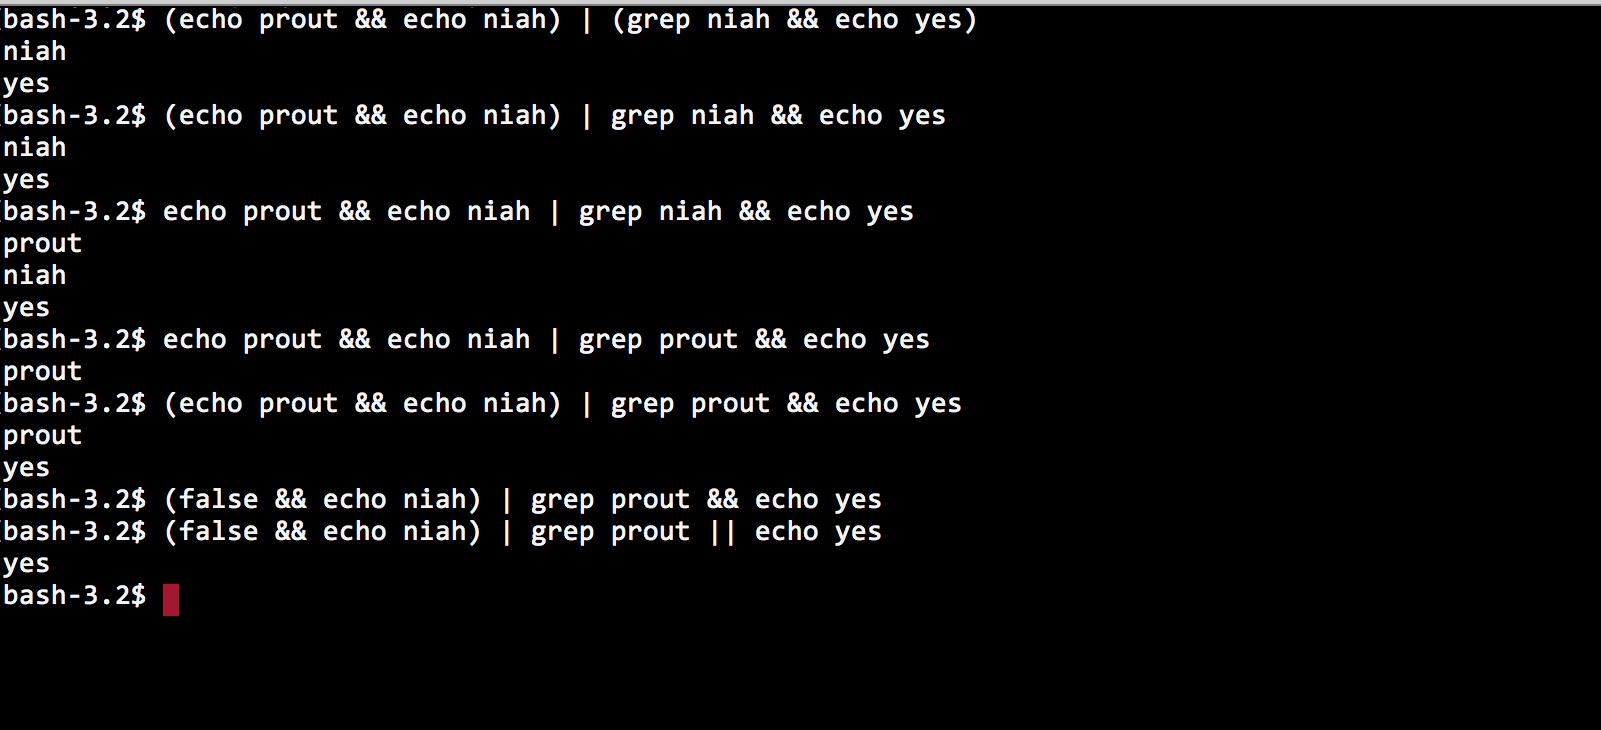 bash-3.2$ (echo prout && echo niah) | (grep niah && echo yes)
niah
yes
bash-3.2$ (echo prout && echo niah) | grep niah && echo yes
niah
yes
bash-3.2$ echo prout && echo niah | grep niah && echo yes
prout
niah
yes
bash-3.2$ echo prout && echo niah | grep prout && echo yes
prout
bash-3.2$ (echo prout && echo niah) | grep prout && echo yes
prout
yes
bash-3.2$ (false && echo niah) | grep prout && echo yes
bash-3.2$ (false && echo niah) | grep prout || echo yes
yes
bash-3.2$